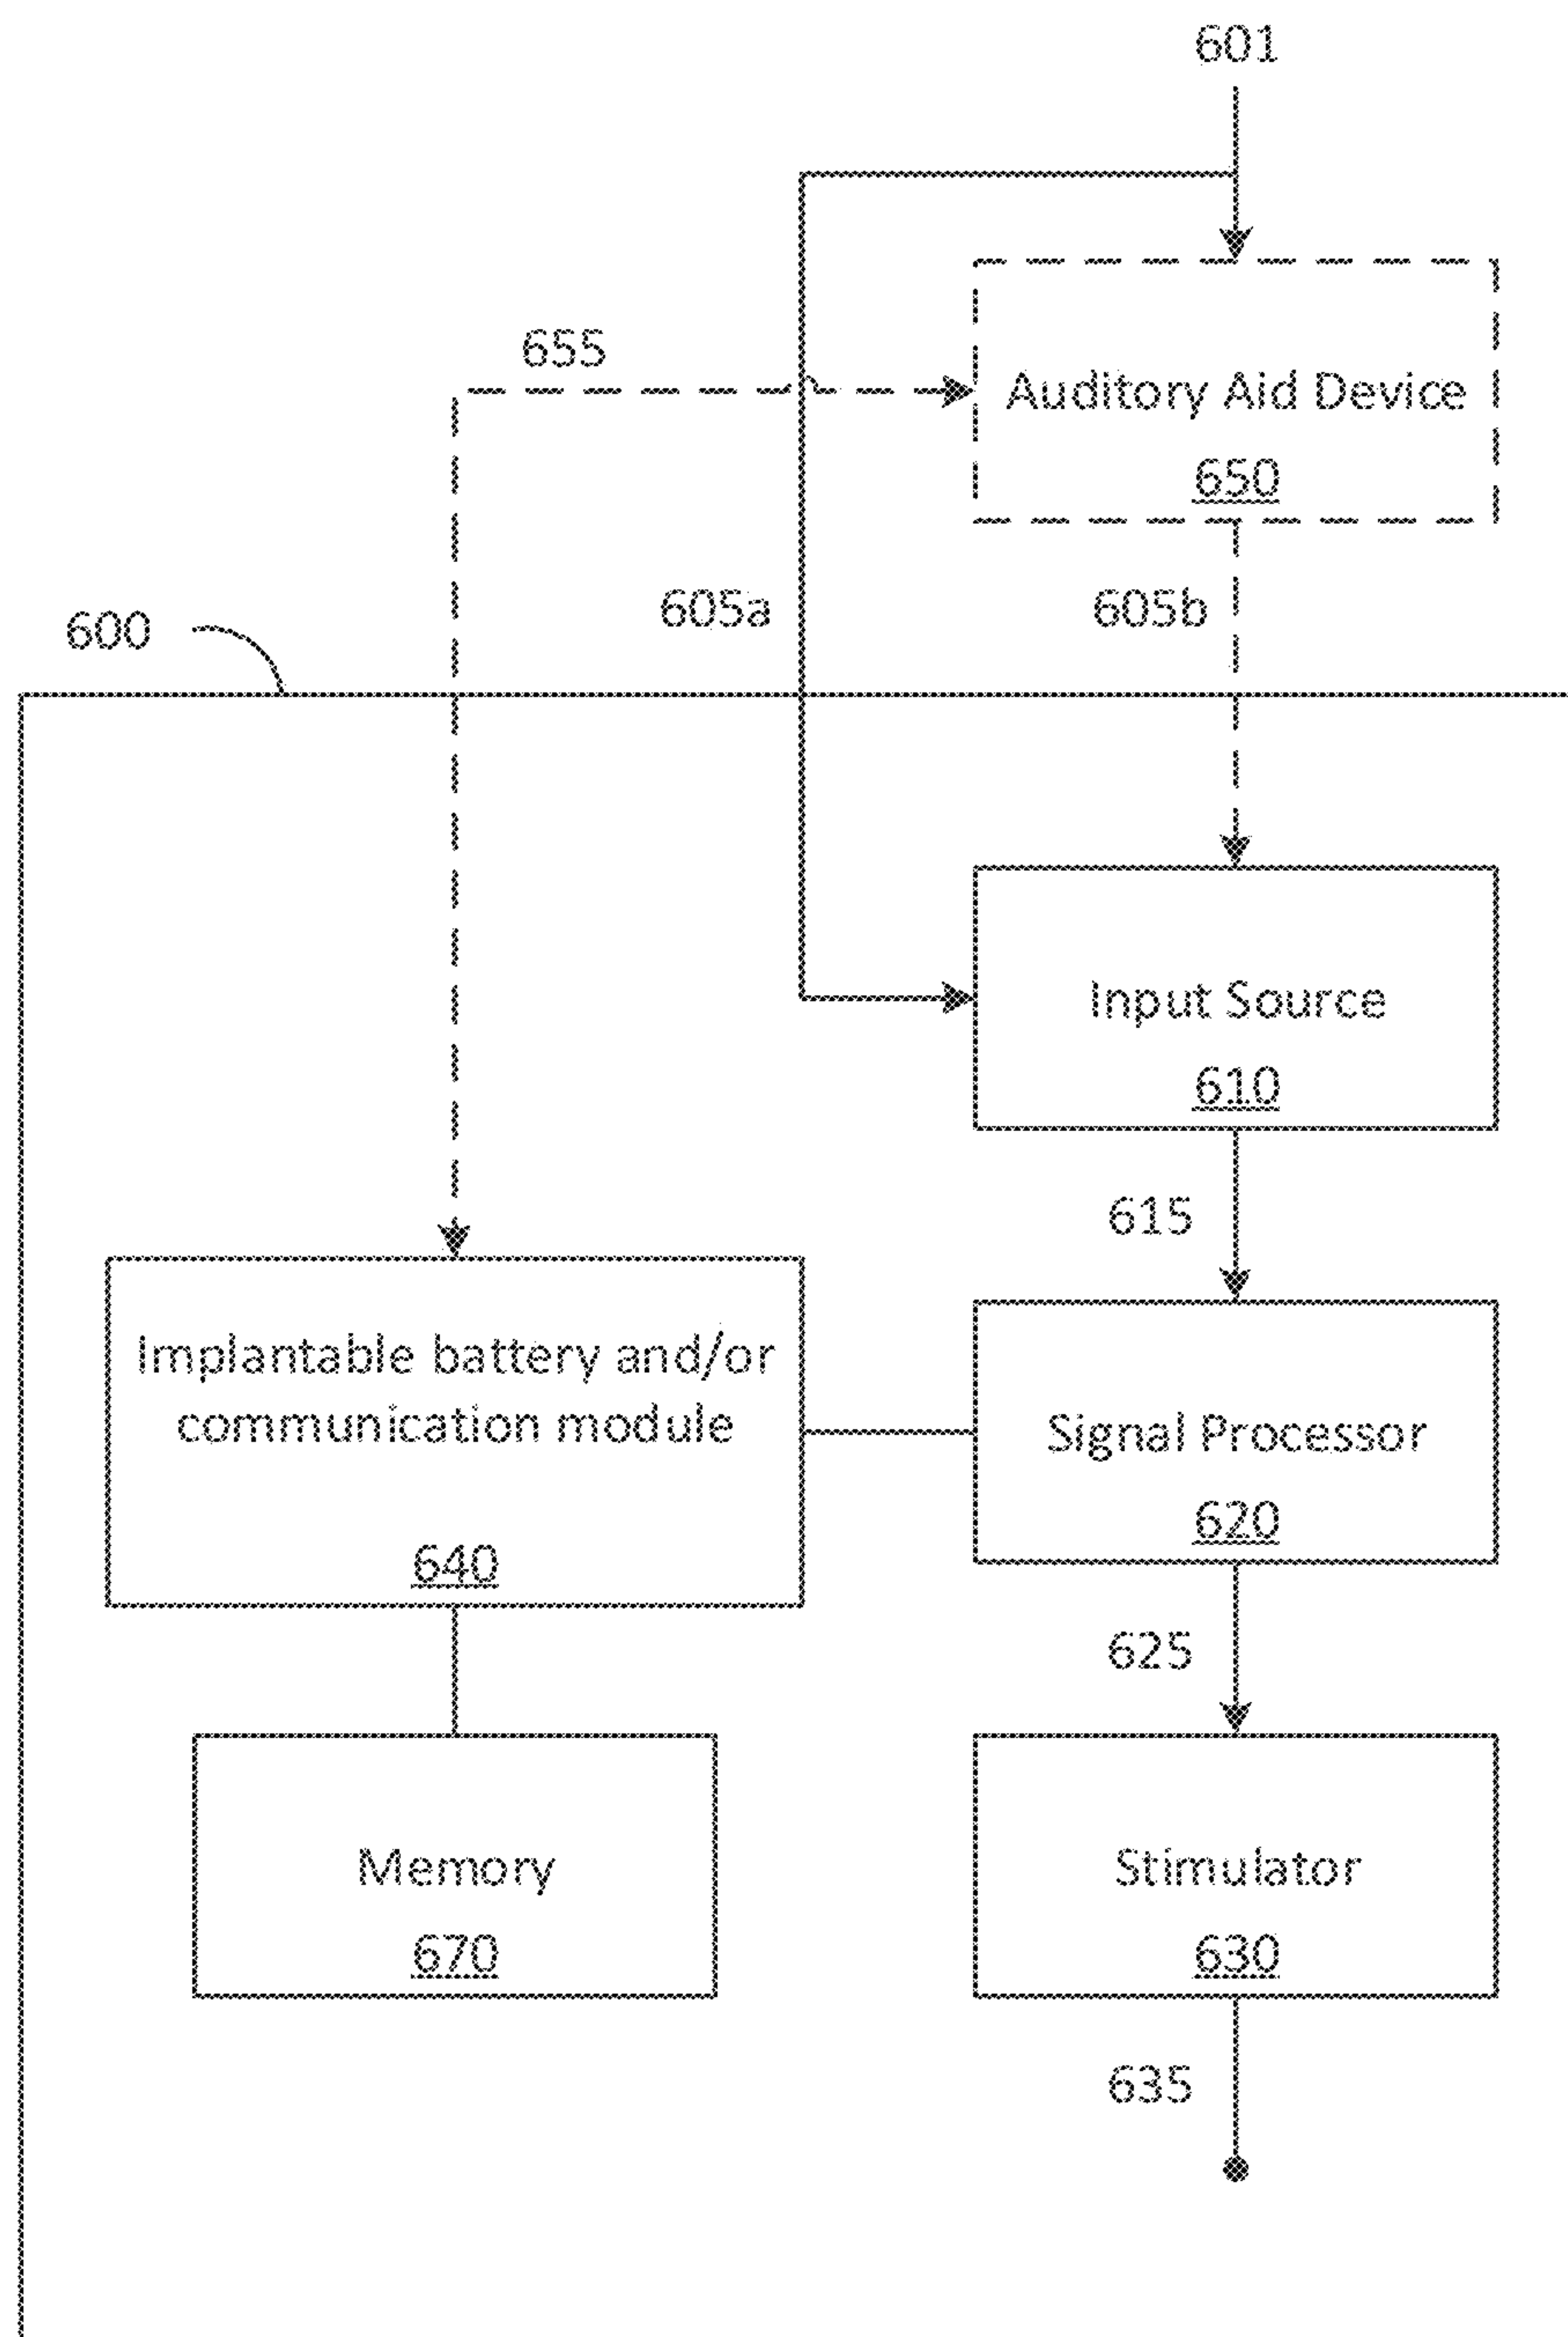 601
655
Auditory Aid Device
650
605a
605b
600
Input Source
610
615
Implantable battery and/or
communication module
640
Signal Processor
620
625
Memory
670
Stimulator
630
635